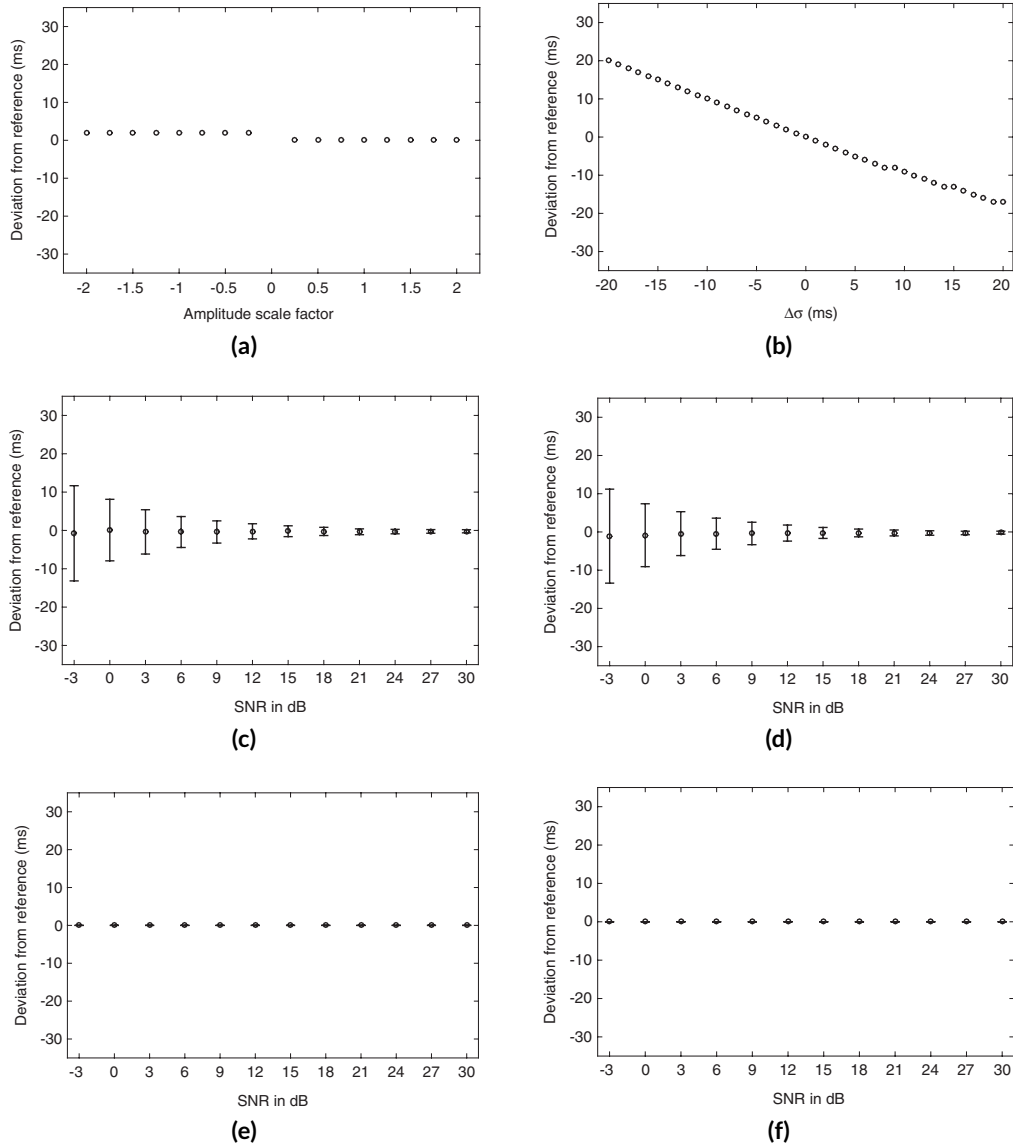 Deviation from reference (ms)
30
20
10
0
-10
-20
-30
-2 -1.5 -1 -0.5 0 0.5 1 1.5 2
Amplitude scale factor
(a)
Deviation from reference (ms)
30
20
10
0
-10
-20
-30
-20 -15 -10 -5 0 5 10 15 20
Δσ (ms)
(b)
Deviation from reference (ms)
30
20
10
0
-10
-20
-30
-3 0 3 6 9 12 15 18 21 24 27 30
SNR in dB
(c)
Deviation from reference (ms)
30
20
10
0
-10
-20
-30
-3 0 3 6 9 12 15 18 21 24 27 30
SNR in dB
(d)
Deviation from reference (ms)
30
20
10
0
-10
-20
-30
-3 0 3 6 9 12 15 18 21 24 27 30
SNR in dB
(e)
Deviation from reference (ms)
30
20
10
0
-10
-20
-30
-3 0 3 6 9 12 15 18 21 24 27 30
SNR in dB
(f)